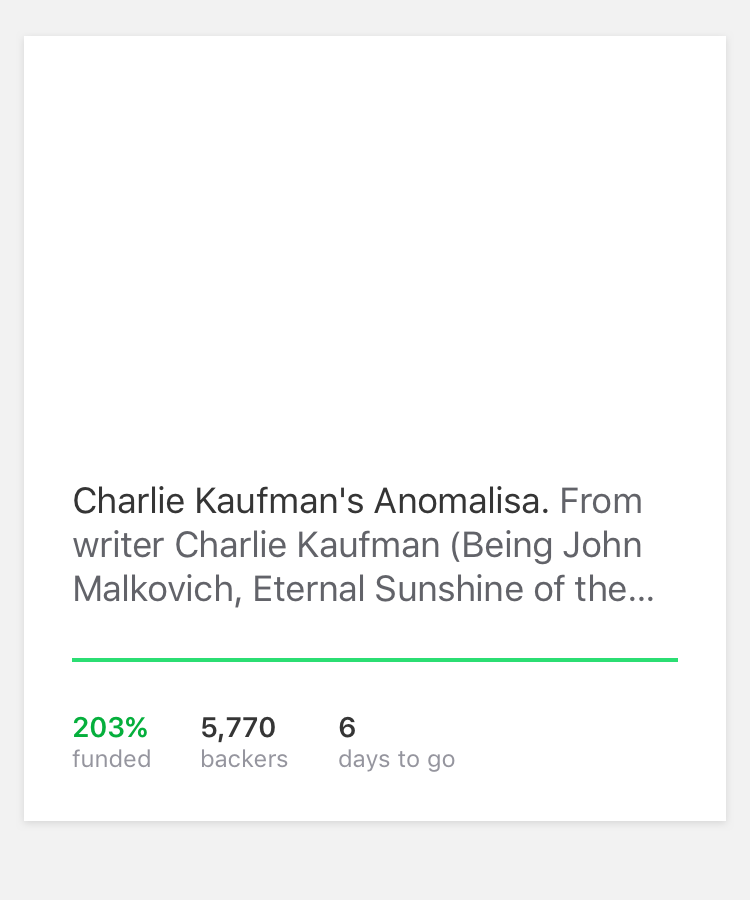 Charlie Kaufman's Anomalisa. From
writer Charlie Kaufman (Being John
Malkovich, Eternal Sunshine of the...
203% 5,770 6
funded backers days to go